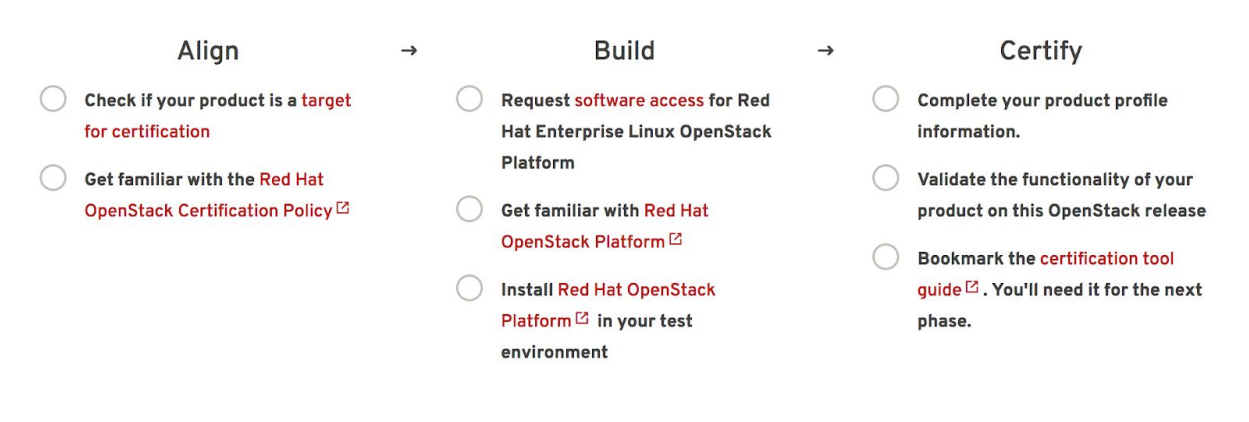 Align → Build → Certify
Check if your product is a target
for certification
Get familiar with the Red Hat
OpenStack Certification Policy
Request software access for Red
Hat Enterprise Linux OpenStack
Platform
Get familiar with Red Hat
OpenStack Platform
Install Red Hat OpenStack
Platform in your test
environment
Complete your product profile
information.
Validate the functionality of your
product on this OpenStack release
Bookmark the certification tool
guide . You'll need it for the next
phase.